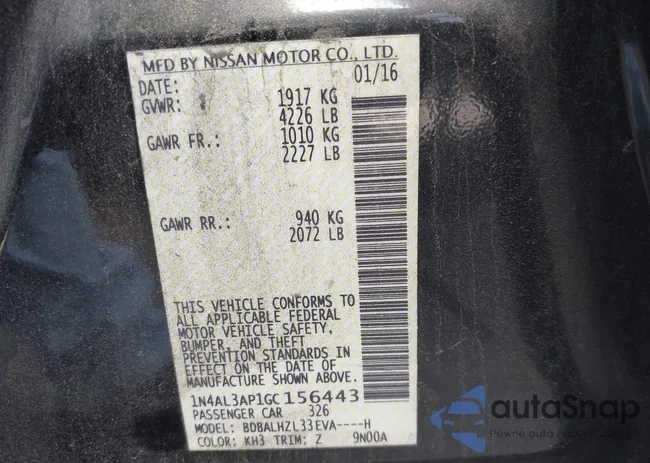 MFD BY NISSAN MOTOR CO., LTD.
DATE: 01/16
GVWR: 1917 KG
4226 LB
GAWR FR.: 1010 KG
2227 LB
GAWR RR.: 940 KG
2072 LB
THIS VEHICLE CONFORMS TO
ALL APPLICABLE FEDERAL
MOTOR VEHICLE SAFETY,
BUMPER, AND THEFT
PREVENTION STANDARDS IN
EFFECT ON THE DATE OF
MANUFACTURE SHOWN ABOVE.
1N4AL3AP1GC156443
PASSENGER CAR 326
MODEL: BDBALHZL33EVA----H
COLOR: KH3 TRIM: Z 9N00A
autoSnap
Pewne auto